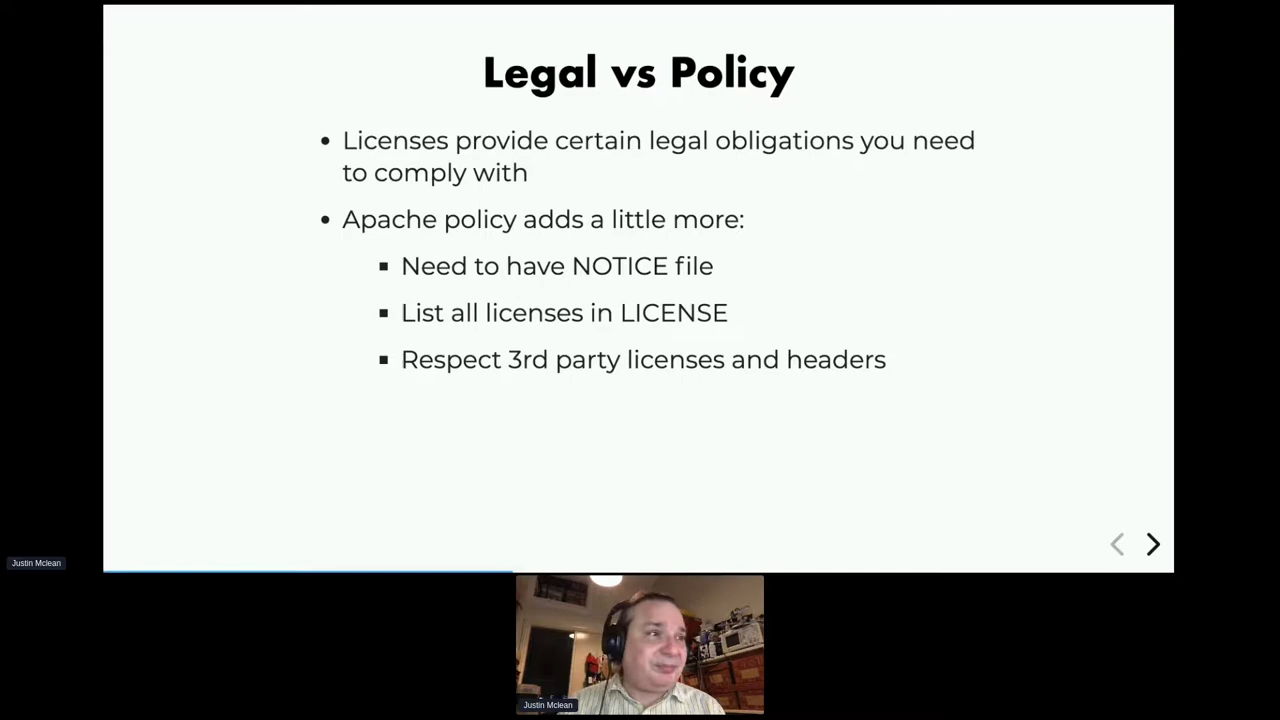 Legal vs Policy
• Licenses provide certain legal obligations you need
to comply with
• Apache policy adds a little more:
▪ Need to have NOTICE file
▪ List all licenses in LICENSE
▪ Respect 3rd party licenses and headers
Justin Mclean
Justin Mclean